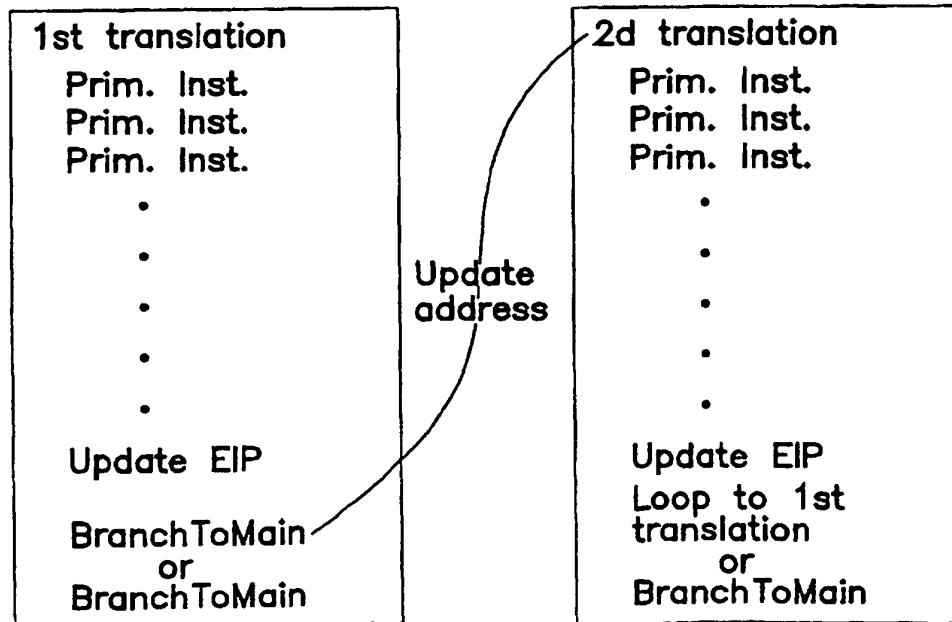 1st translation
Prim. Inst.
Prim. Inst.
Prim. Inst.
Update EIP
BranchToMain
or
BranchToMain
Update
address
2d translation
Prim. Inst.
Prim. Inst.
Prim. Inst.
Update EIP
Loop to 1st
translation
or
BranchToMain